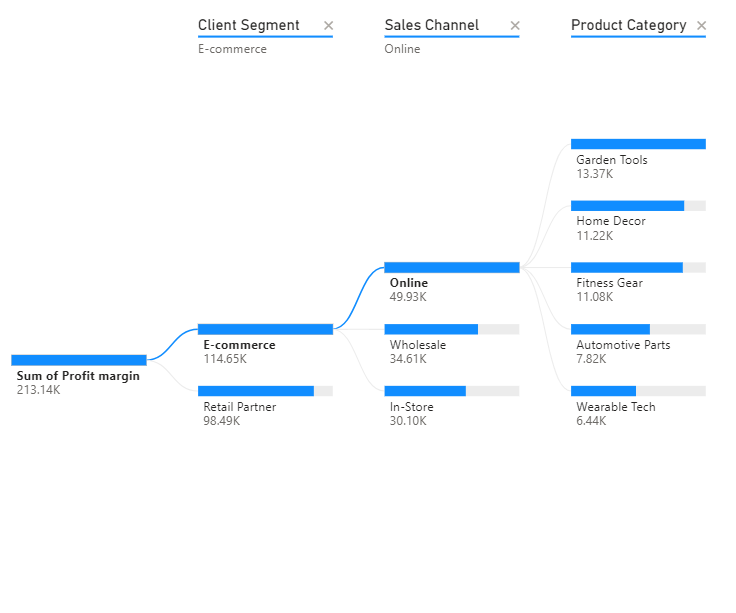 Client Segment
E-commerce
Sales Channel
Online
Product Category
Sum of Profit margin
213.14K
E-commerce
114.65K
Retail Partner
98.49K
Online
49.93K
Wholesale
34.61K
In-Store
30.10K
Garden Tools
13.37K
Home Decor
11.22K
Fitness Gear
11.08K
Automotive Parts
7.82K
Wearable Tech
6.44K